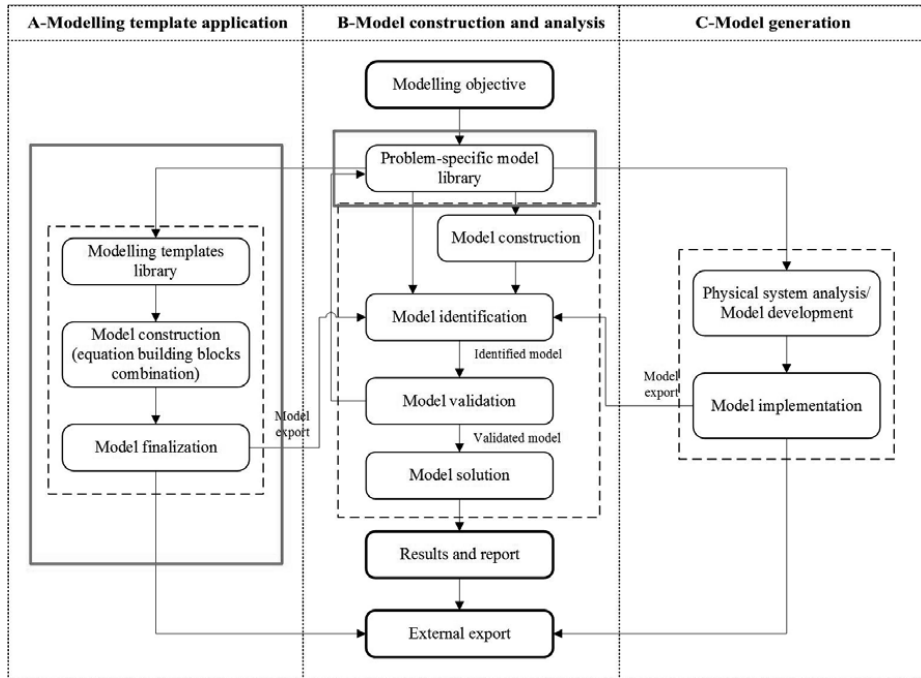 A-Modelling template application
B-Model construction and analysis
C-Model generation
Modelling objective
Problem-specific model
library
Model construction
Modelling templates
library
Physical system analysis/
Model development
Model identification
Model construction
(equation building blocks
combination)
Identified model
Model
export
Model validation
Model implementation
Model
export
Validated model
Model finalization
Model solution
Results and report
External export